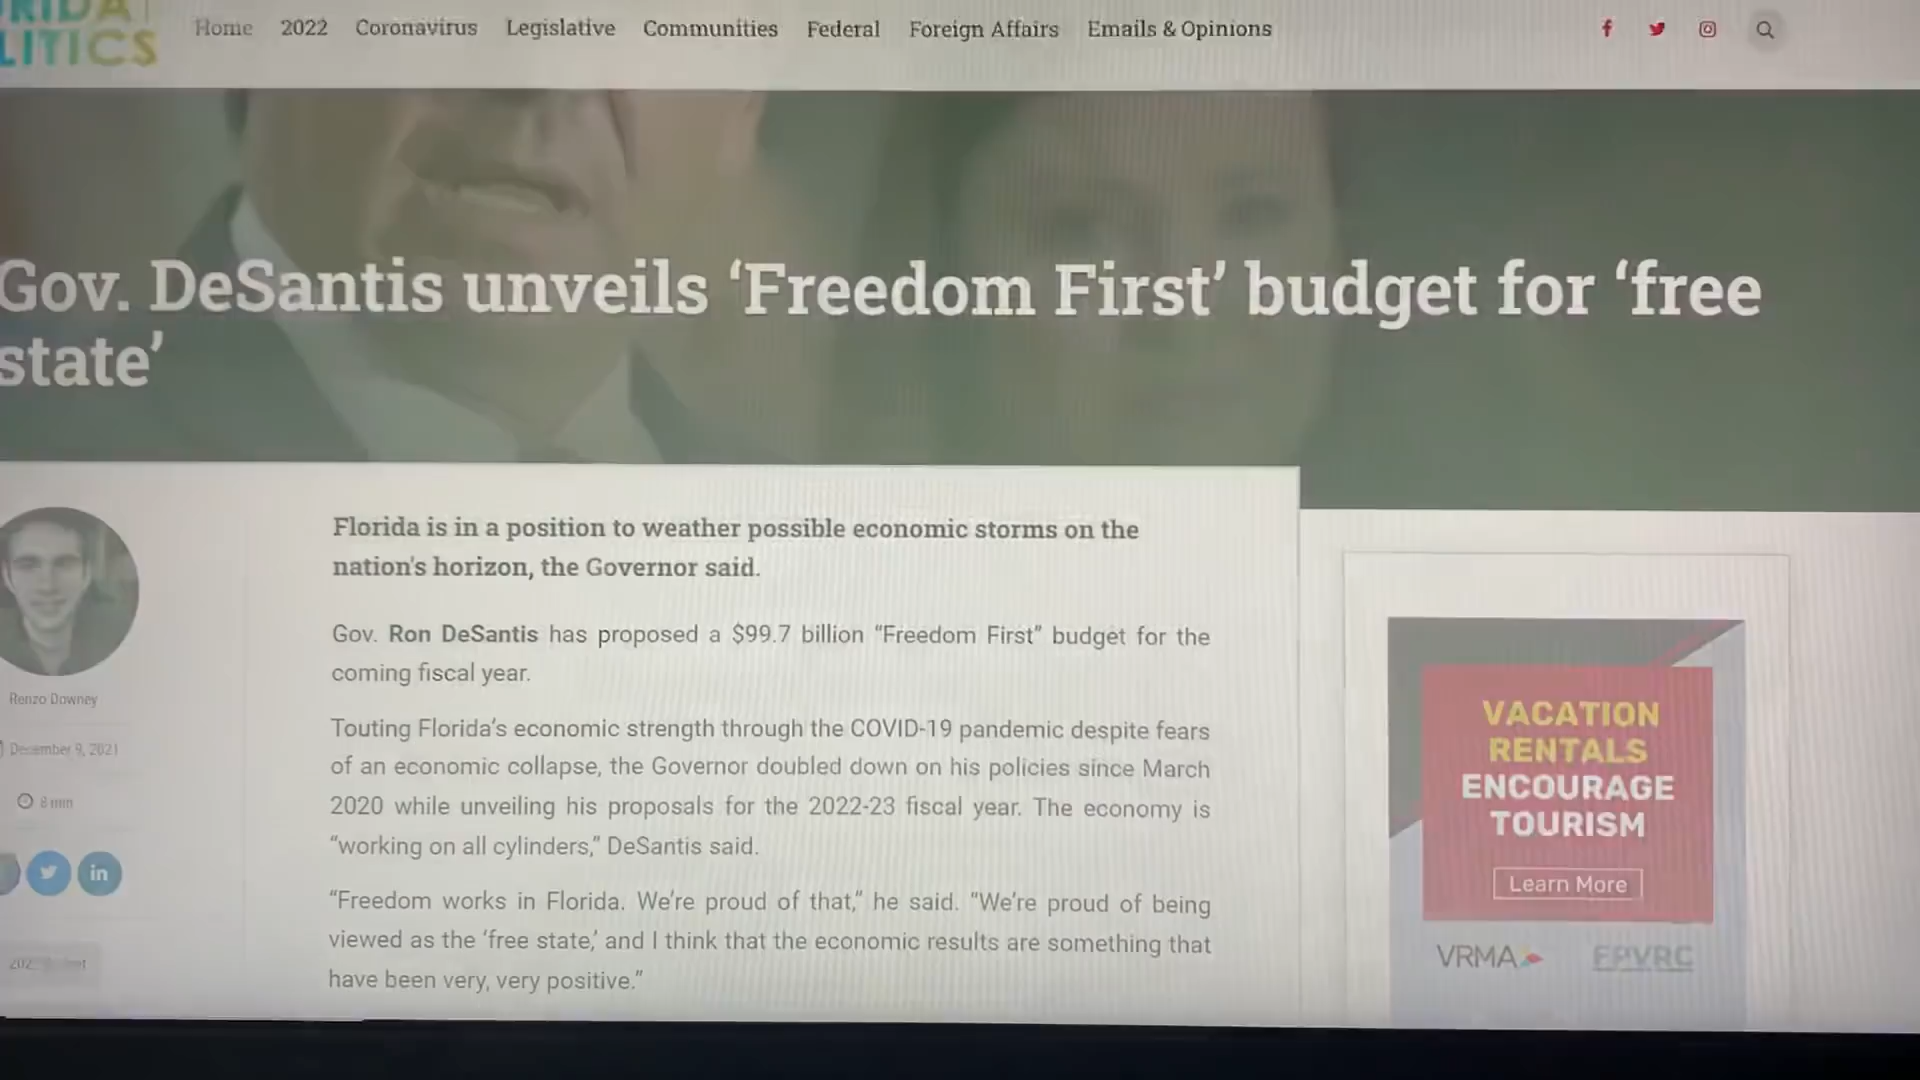 LITICS
Home 2022 Coronavirus Legislative Communities Federal Foreign Affairs Emails & Opinions
Gov. DeSantis unveils ‘Freedom First’ budget for ‘free
state’
Florida is in a position to weather possible economic storms on the
nation's horizon, the Governor said.
Gov. Ron DeSantis has proposed a $99.7 billion “Freedom First” budget for the
coming fiscal year.
Touting Florida’s economic strength through the COVID-19 pandemic despite fears
of an economic collapse, the Governor doubled down on his policies since March
2020 while unveiling his proposals for the 2022-23 fiscal year. The economy is
“working on all cylinders,” DeSantis said.
“Freedom works in Florida. We’re proud of that,” he said. “We’re proud of being
viewed as the ‘free state,’ and I think that the economic results are something that
have been very, very positive.”
Renzo Downey
December 9, 2021
8 min
in
VACATION
RENTALS
ENCOURAGE
TOURISM
Learn More
VRMA